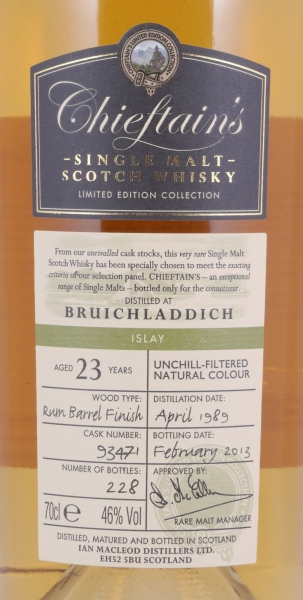 CHIEFTAIN'S LIMITED EDITION COLLECTION
Chieftain's
-SINGLE MALT-
SCOTCH WHISKY
LIMITED EDITION COLLECTION
From our unrivalled cask stocks, this very rare Single Malt
Scotch Whisky has been specially chosen to meet the exacting
criteria of our selection panel. CHIEFTAIN'S – an exceptional
range of Single Malts – bottled only for the connoisseur.
DISTILLED AT
BRUICHLADDICH
ISLAY
AGED 23 YEARS
UNCHILL-FILTERED
NATURAL COLOUR
WOOD TYPE:
Rum Barrel Finish
DISTILLATION DATE:
April 1989
CASK NUMBER:
93471
BOTTLING DATE:
February 2013
NUMBER OF BOTTLES:
228
APPROVED BY:
70cl e 46% Vol
RARE MALT MANAGER
DISTILLED, MATURED AND BOTTLED IN SCOTLAND
IAN MACLEOD DISTILLERS LTD.
EH52 5BU SCOTLAND